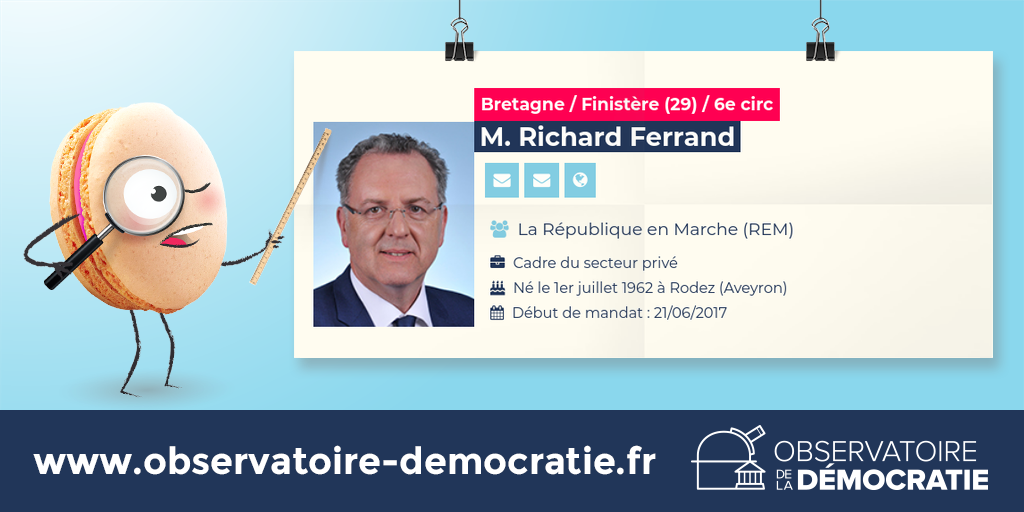 Bretagne / Finistère (29) / 6e circ
M. Richard Ferrand
La République en Marche (REM)
Cadre du secteur privé
Né le 1er juillet 1962 à Rodez (Aveyron)
Début de mandat : 21/06/2017
www.observatoire-democratie.fr
OBSERVATOIRE
DE LA DÉMOCRATIE